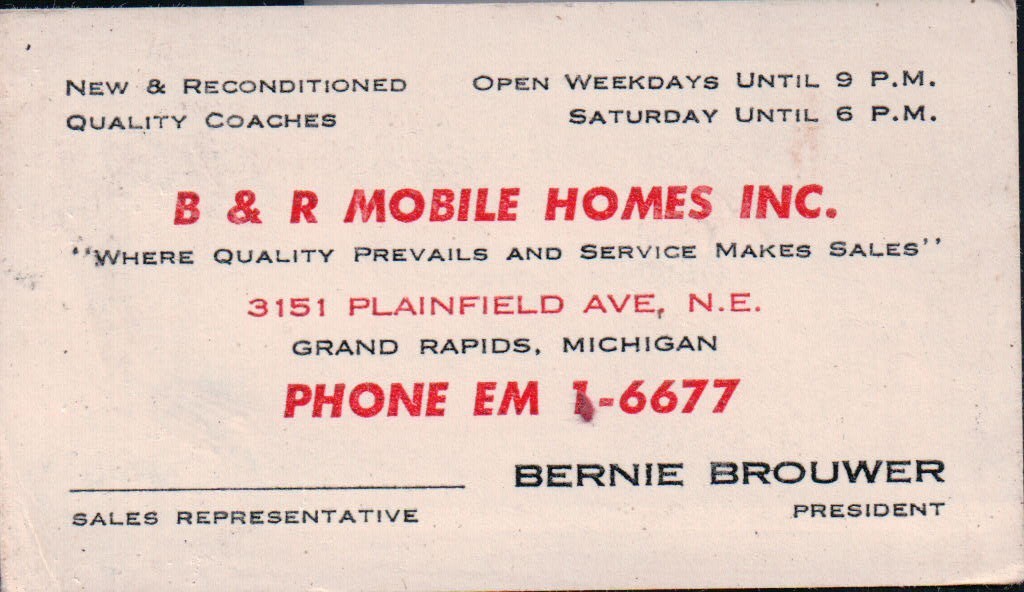 NEW & RECONDITIONED
QUALITY COACHES
OPEN WEEKDAYS UNTIL 9 P.M.
SATURDAY UNTIL 6 P.M.
B & R MOBILE HOMES INC.
"WHERE QUALITY PREVAILS AND SERVICE MAKES SALES"
3151 PLAINFIELD AVE, N.E.
GRAND RAPIDS, MICHIGAN
PHONE EM 1-6677
BERNIE BROUWER
PRESIDENT
SALES REPRESENTATIVE